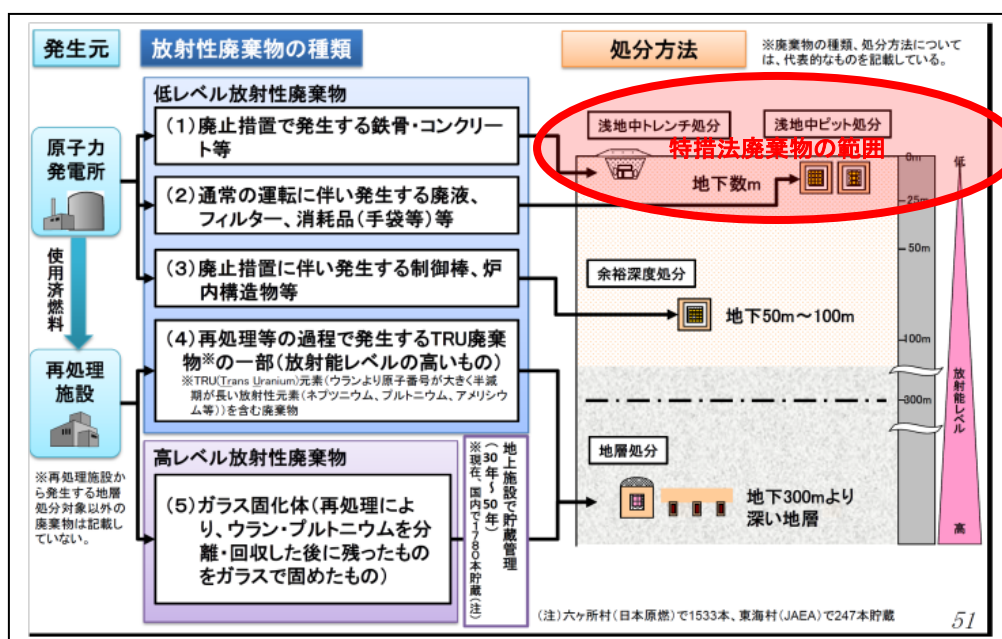 発生元
放射性廃棄物の種類
処分方法
※廃棄物の種類、処分方法について
は、代表的なものを記載している。
原子力
発電所
使用済燃料
再処理
施設
※再処理施設か
ら発生する地層
処分対象以外の
廃棄物は記載し
ていない。
低レベル放射性廃棄物
(1)廃止措置で発生する鉄骨・コンクリー
ト等
(2)通常の運転に伴い発生する廃液、
フィルター、消耗品(手袋等)等
(3)廃止措置に伴い発生する制御棒、炉
内構造物等
(4)再処理等の過程で発生するTRU廃棄
物※の一部(放射能レベルの高いもの)
※TRU(Trans Uranium)元素(ウランより原子番号が大きく半減
期が長い放射性元素(ネプツニウム、プルトニウム、アメリシウ
ム等))を含む廃棄物
高レベル放射性廃棄物
(5)ガラス固化体(再処理によ
り、ウラン・プルトニウムを分
離・回収した後に残ったもの
をガラスで固めたもの)
地上施設で貯蔵管理
(30年~50年)
※現在、国内で1780本貯蔵(注)
浅地中トレンチ処分
浅地中ピット処分
特措法廃棄物の範囲
地下数m
余裕深度処分
地下50m~100m
地層処分
地下300mより
深い地層
0m
25m
50m
100m
300m
低
放射能レベル
高
(注)六ヶ所村(日本原燃)で1533本、東海村(JAEA)で247本貯蔵
51